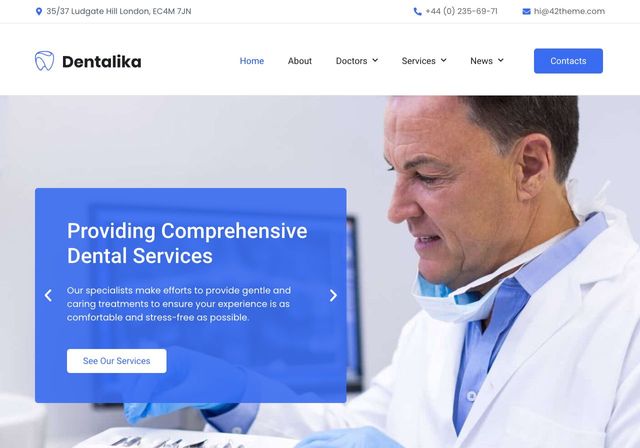 35/37 Ludgate Hill London, EC4M 7JN
+44 (0) 235-69-71
hi@42theme.com
Dentalika
Home
About
Doctors
Services
News
Contacts
Providing Comprehensive
Dental Services
Our specialists make efforts to provide gentle and
caring treatments to ensure your experience is as
comfortable and stress-free as possible.
See Our Services